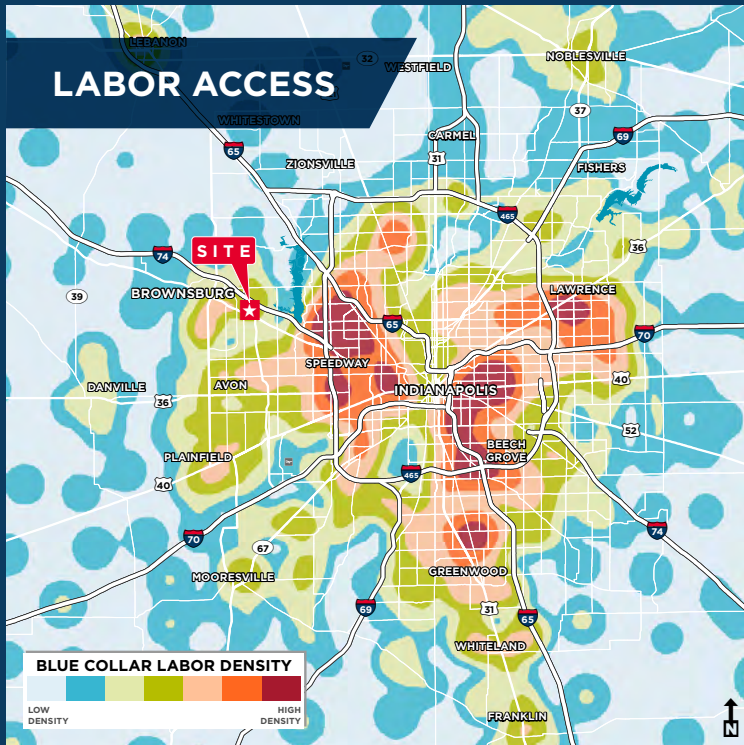 LEBANON
LABOR ACCESS
32
WESTFIELD
NOBLESVILLE
WHITESTOWN
37
65
CARMEL
31
69
ZIONSVILLE
FISHERS
465
SITE
36
74
BROWNSBURG
39
LAWRENCE
65
70
SPEEDWAY
DANVILLE
AVON
INDIANAPOLIS
40
36
52
BEECH
GROVE
PLAINFIELD
465
40
70
74
67
MOORESVILLE
GREENWOOD
69
31
65
WHITELAND
BLUE COLLAR LABOR DENSITY
LOW
DENSITY
HIGH
DENSITY
FRANKLIN
N